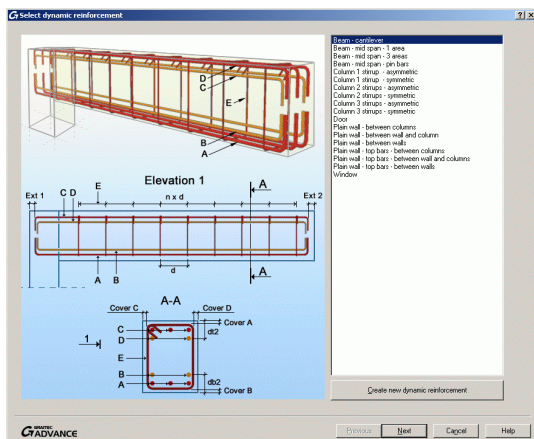 Select dynamic reinforcement
D
C
E
B
A
Elevation 1
A
Ext 1
C D
E
n x d
Ext 2
A B
d
A
A-A
Cover C
Cover D
Cover A
C
D
dt2
1
E
B
A
db2
Cover B
Beam - cantilever
Beam - mid span - 1 area
Beam - mid span - 3 areas
Beam - mid span - pin bars
Column 1 stirrup - asymmetric
Column 1 stirrup - symmetric
Column 2 stirrups - asymmetric
Column 2 stirrups - symmetric
Column 3 stirrups - asymmetric
Column 3 stirrups - symmetric
Door
Plain wall - between columns
Plain wall - between wall and column
Plain wall - between walls
Plain wall - top bars - between columns
Plain wall - top bars - between wall and columns
Plain wall - top bars - between walls
Window
Create new dynamic reinforcement
GRAITEC
ADVANCE
Previous
Next
Cancel
Help